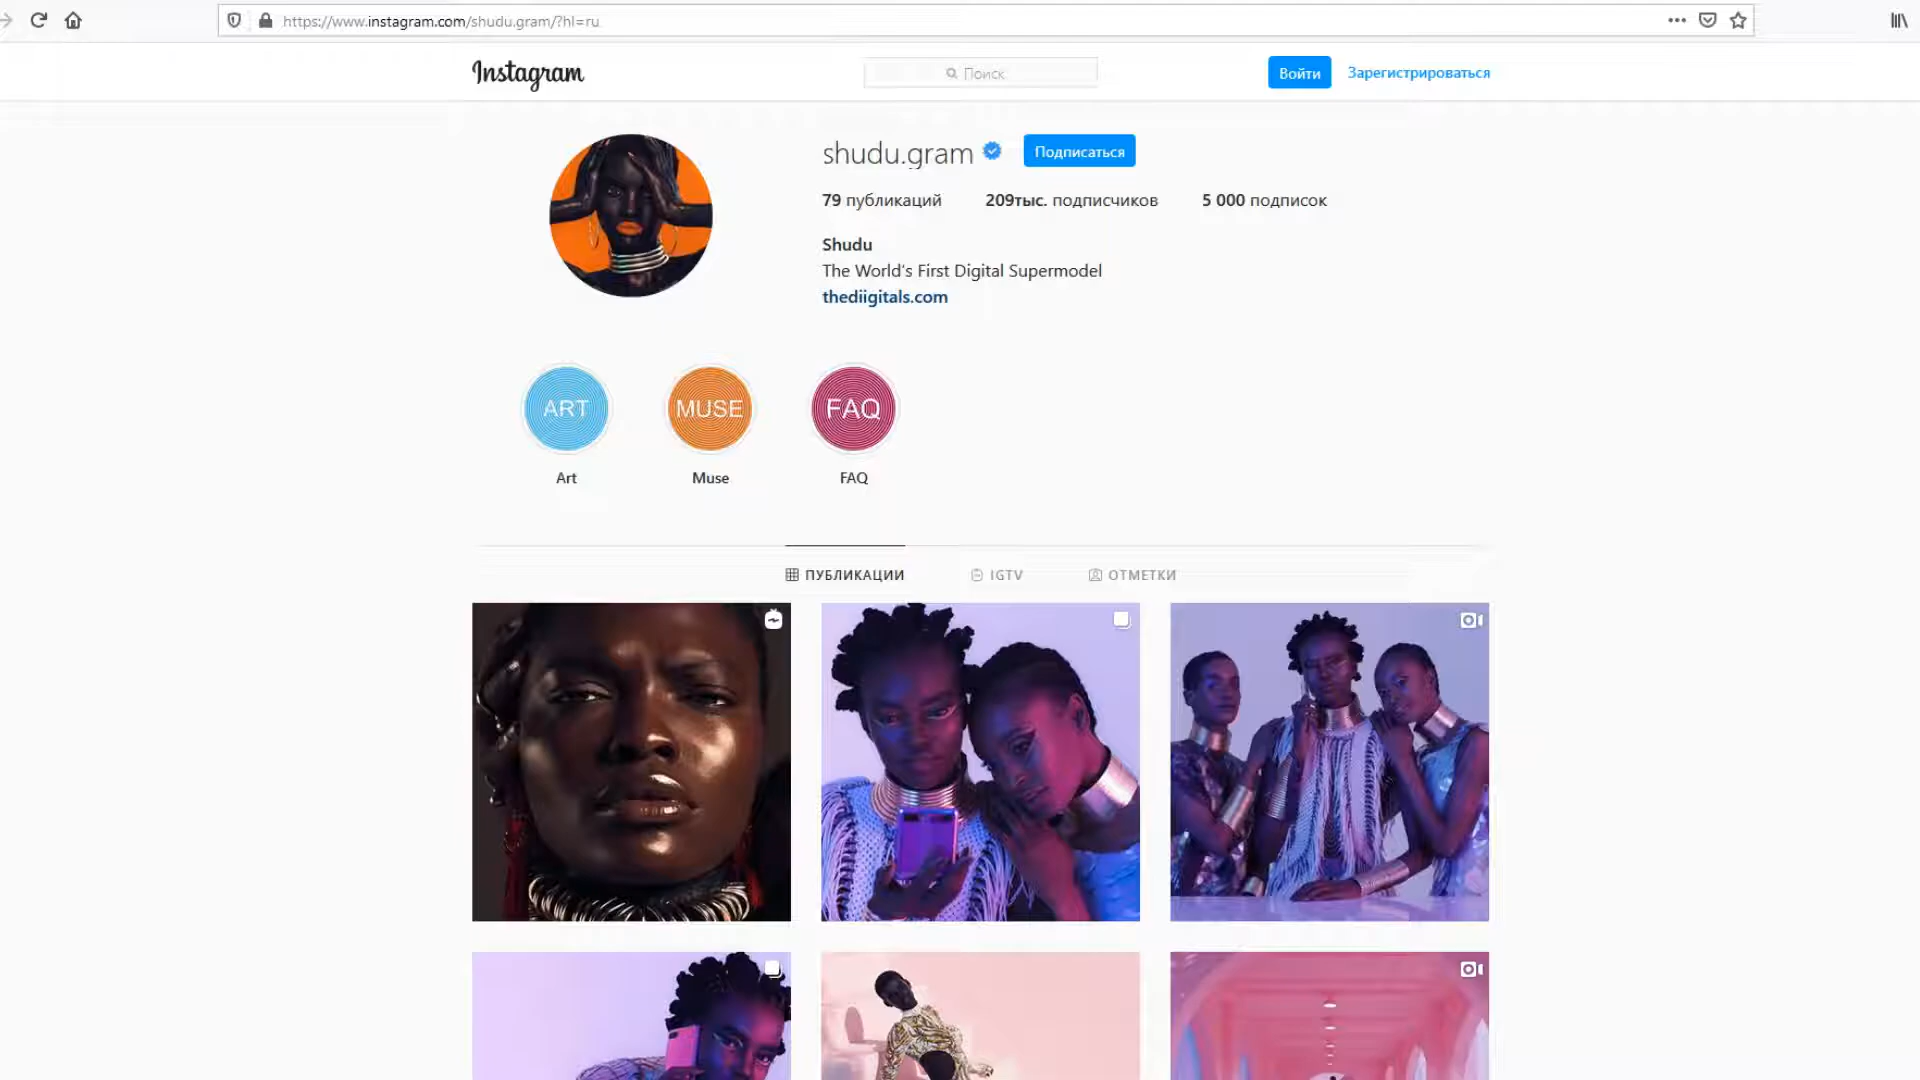 https://www.instagram.com/shudu.gram/?hl=ru
Instagram
Поиск
Войти
Зарегистрироваться
shudu.gram
Подписаться
79 публикаций 209тыс. подписчиков 5 000 подписок
Shudu
The World's First Digital Supermodel
thediigitals.com
ART MUSE FAQ
Art Muse FAQ
ПУБЛИКАЦИИ IGTV ОТМЕТКИ